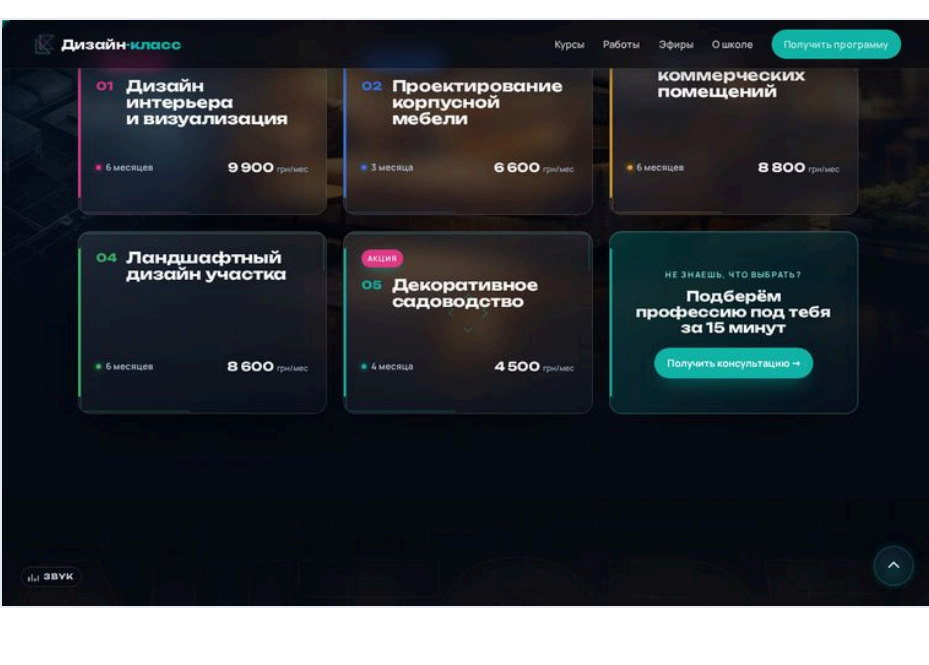 Дизайн-класс
Курсы Работы Эфиры О школе Получить программу
01 Дизайн
интерьера
и визуализация
6 месяцев 9 900 грн/мес
02 Проектирование
корпусной
мебели
3 месяца 6 600 грн/мес
коммерческих
помещений
6 месяцев 8 800 грн/мес
04 Ландшафтный
дизайн участка
6 месяцев 8 600 грн/мес
АКЦИЯ
05 Декоративное
садоводство
4 месяца 4 500 грн/мес
НЕ ЗНАЕШЬ, ЧТО ВЫБРАТЬ?
Подберём
профессию под тебя
за 15 минут
Получить консультацию →
ЗВУК